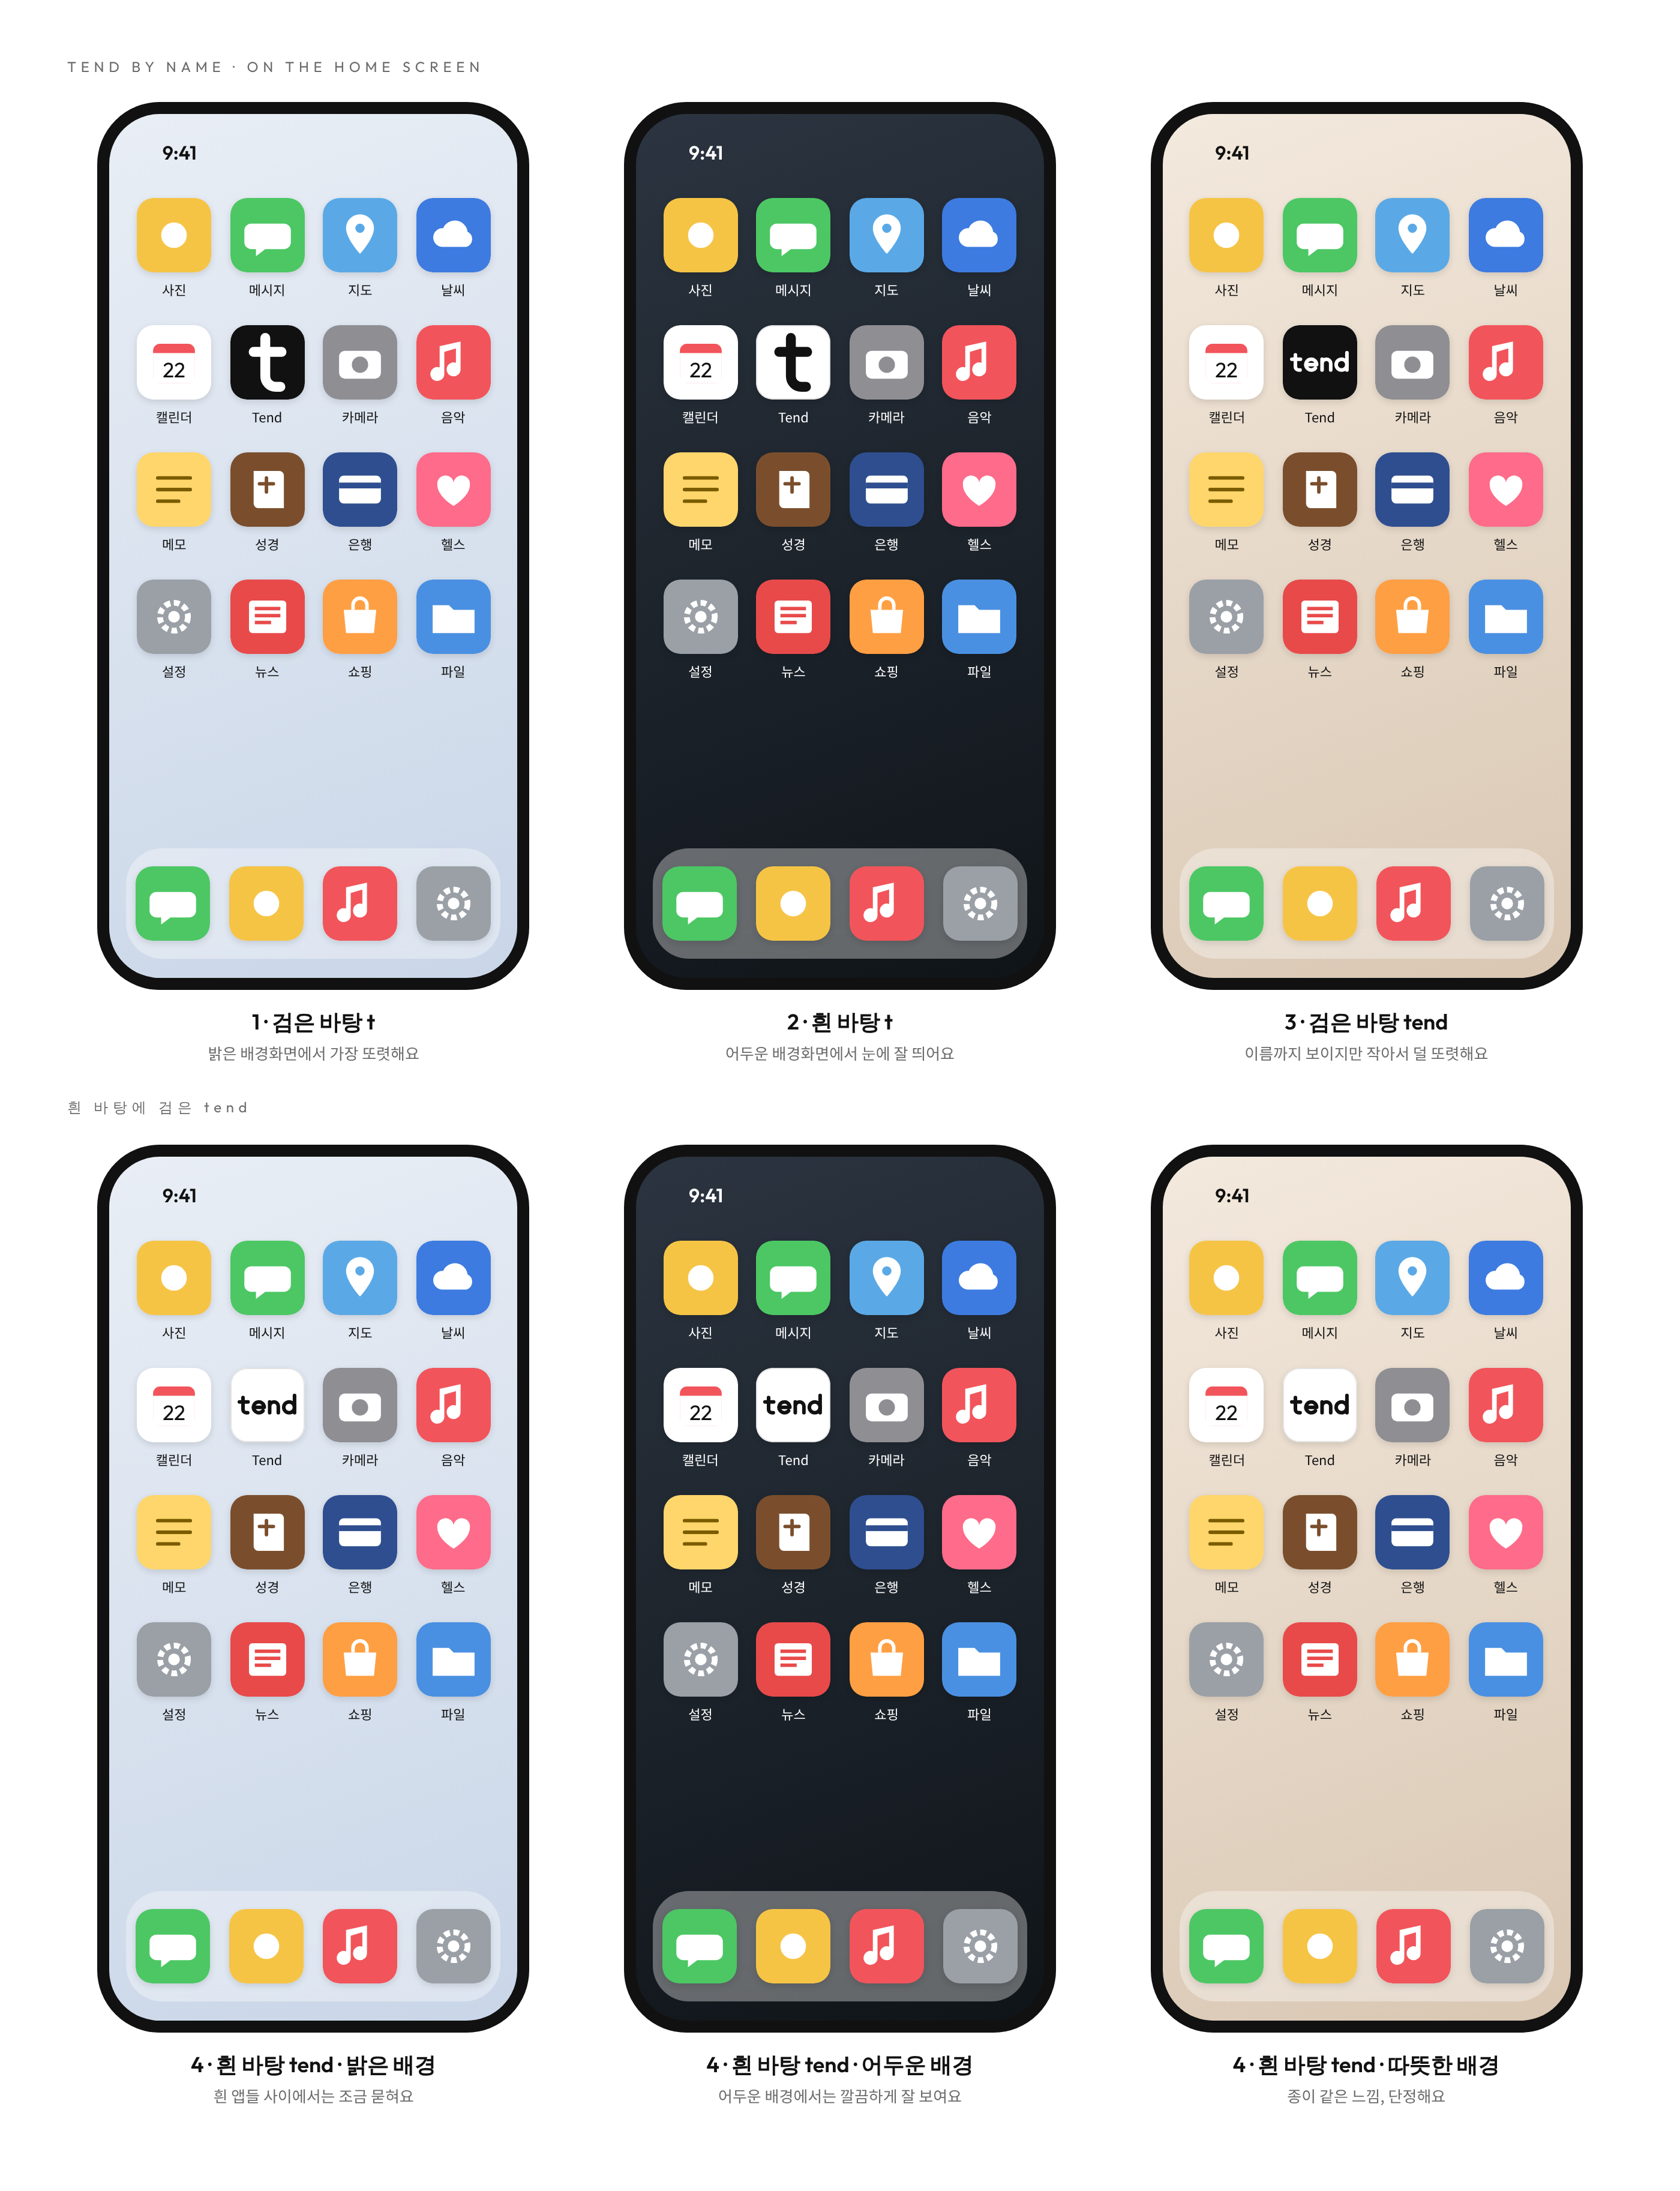 TEND BY NAME · ON THE HOME SCREEN
9:41
사진 메시지 지도 날씨
22 t
캘린더 Tend 카메라 음악
메모 성경 은행 헬스
설정 뉴스 쇼핑 파일
1 · 검은 바탕 t
밝은 배경화면에서 가장 또렷해요
9:41
사진 메시지 지도 날씨
22 t
캘린더 Tend 카메라 음악
메모 성경 은행 헬스
설정 뉴스 쇼핑 파일
2 · 흰 바탕 t
어두운 배경화면에서 눈에 잘 띄어요
9:41
사진 메시지 지도 날씨
22 tend
캘린더 Tend 카메라 음악
메모 성경 은행 헬스
설정 뉴스 쇼핑 파일
3 · 검은 바탕 tend
이름까지 보이지만 작아서 덜 또렷해요
흰 바탕에 검은 tend
9:41
사진 메시지 지도 날씨
22 tend
캘린더 Tend 카메라 음악
메모 성경 은행 헬스
설정 뉴스 쇼핑 파일
4 · 흰 바탕 tend · 밝은 배경
흰 앱들 사이에서는 조금 묻혀요
9:41
사진 메시지 지도 날씨
22 tend
캘린더 Tend 카메라 음악
메모 성경 은행 헬스
설정 뉴스 쇼핑 파일
4 · 흰 바탕 tend · 어두운 배경
어두운 배경에서는 깔끔하게 잘 보여요
9:41
사진 메시지 지도 날씨
22 tend
캘린더 Tend 카메라 음악
메모 성경 은행 헬스
설정 뉴스 쇼핑 파일
4 · 흰 바탕 tend · 따뜻한 배경
종이 같은 느낌, 단정해요